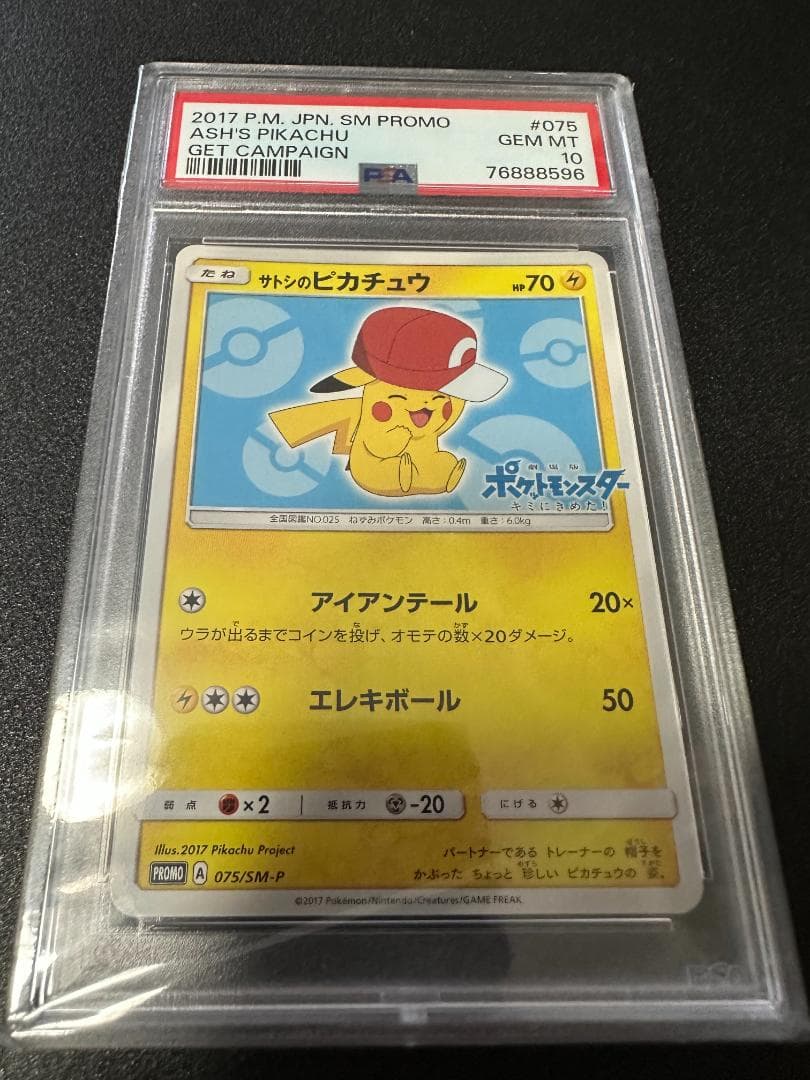 2017 P.M. JPN. SM PROMO #075
ASH'S PIKACHU GEM MT
GET CAMPAIGN 10
PSA 76888596
たね サトシのピカチュウ HP 70
劇場版
ポケットモンスター
キミにきめた!
全国図鑑NO.025 ねずみポケモン 高さ:0.4m 重さ:6.0kg
アイアンテール 20×
ウラが出るまでコインを投げ、オモテの数×20ダメージ。
エレキボール 50
弱点 ×2 抵抗力 -20 にげる
Illus.2017 Pikachu Project
PROMO A 075/SM-P
パートナーである トレーナーの 帽子を
かぶった ちょっと 珍しい ピカチュウの 姿。
©2017 Pokémon/Nintendo/Creatures/GAME FREAK